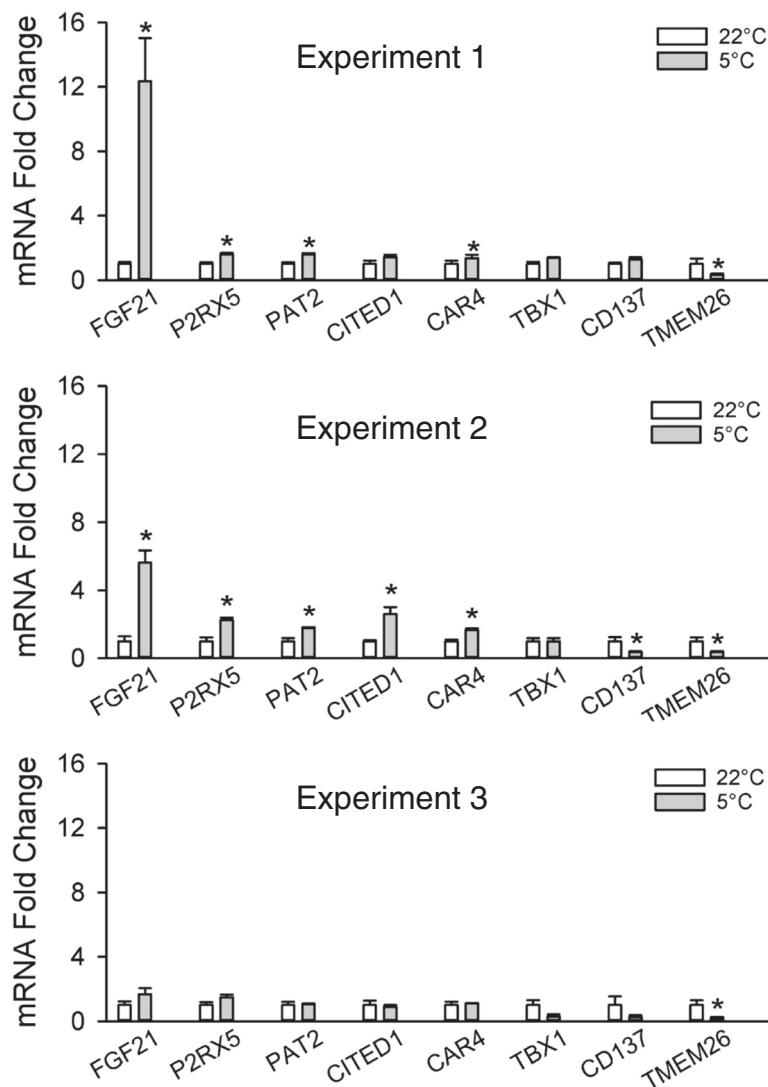 16
*
Experiment 1
22°C
5°C
12
mRNA Fold Change
8
4
* * * *
0
FGF21 P2RX5 PAT2 CITED1 CAR4 TBX1 CD137 TMEM26
16
Experiment 2
22°C
5°C
12
mRNA Fold Change
8
*
4
* * * * * *
0
FGF21 P2RX5 PAT2 CITED1 CAR4 TBX1 CD137 TMEM26
16
Experiment 3
22°C
5°C
12
mRNA Fold Change
8
4
*
0
FGF21 P2RX5 PAT2 CITED1 CAR4 TBX1 CD137 TMEM26